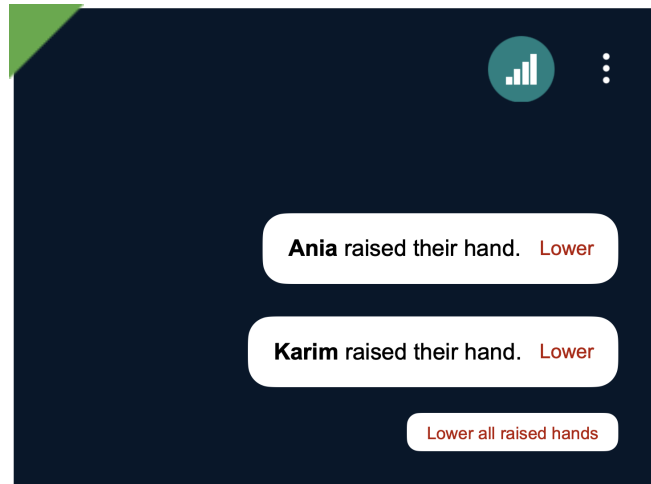 Ania raised their hand. Lower
Karim raised their hand. Lower
Lower all raised hands